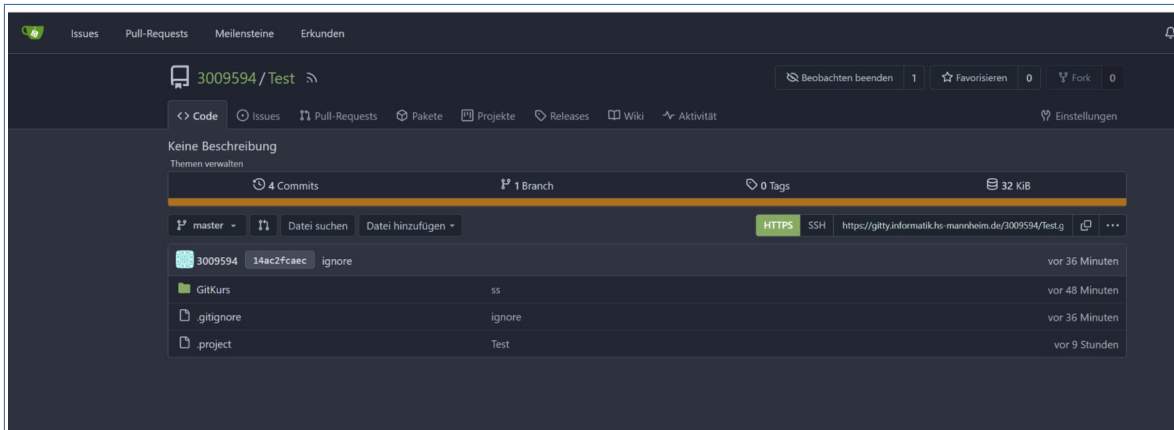 Issues Pull-Requests Meilensteine Erkunden
3009594 / Test Beobachten beenden 1 Favorisieren 0 Fork 0
<> Code Issues Pull-Requests Pakete Projekte Releases Wiki Aktivität Einstellungen
Keine Beschreibung
Themen verwalten
4 Commits 1 Branch 0 Tags 32 KiB
master Datei suchen Datei hinzufügen HTTPS SSH https://gitty.informatik.hs-mannheim.de/3009594/Test.g ...
3009594 14ac2fcaec ignore vor 36 Minuten
GitKurs ss vor 48 Minuten
.gitignore ignore vor 36 Minuten
.project Test vor 9 Stunden